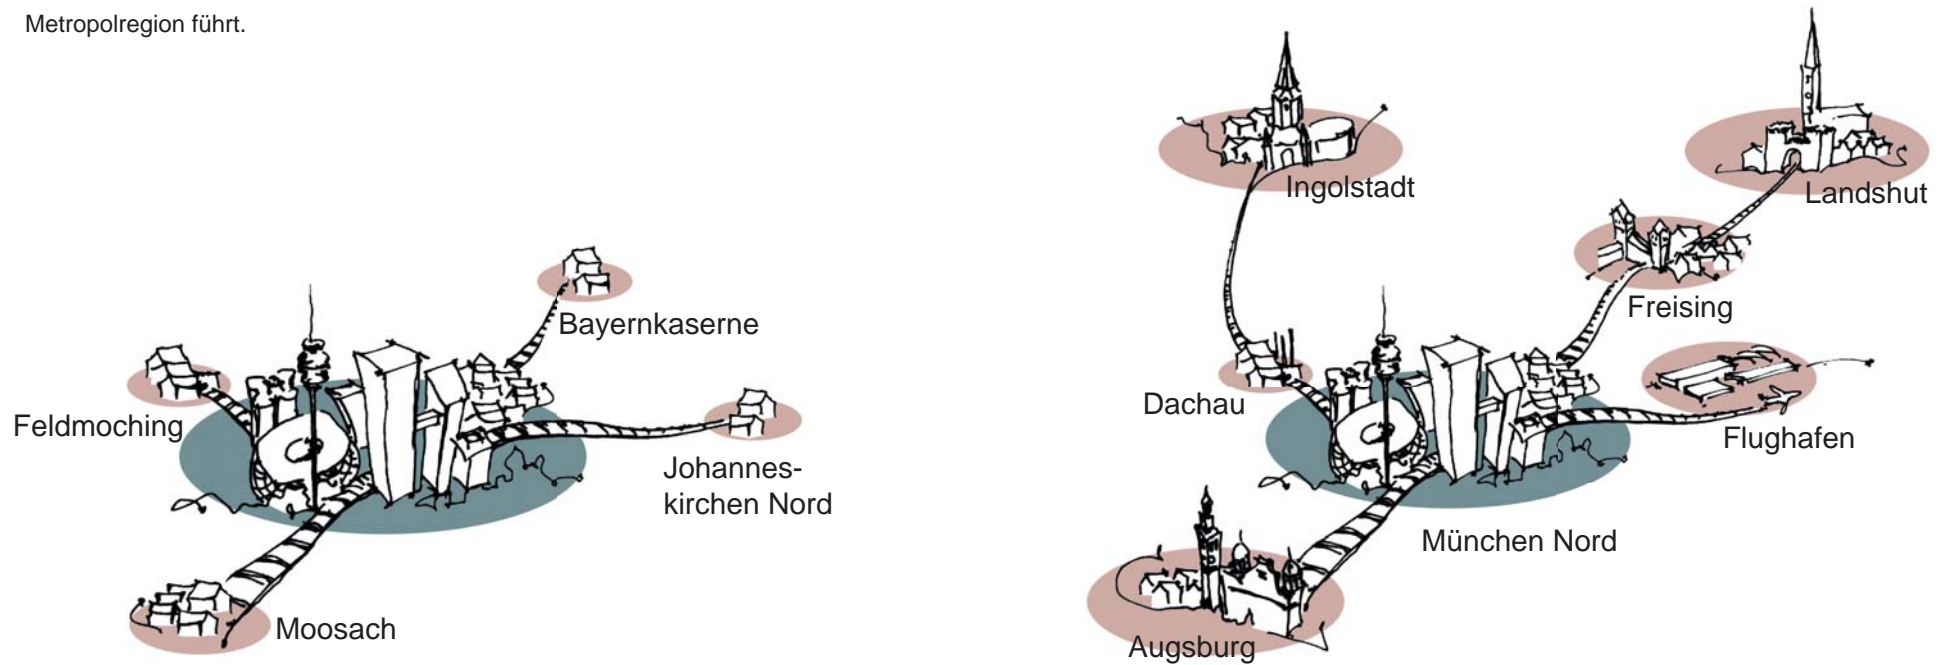 Metropolregion führt.
Bayernkaserne
Feldmoching
Johannes-
kirchen Nord
Moosach
Ingolstadt
Landshut
Freising
Dachau
Flughafen
München Nord
Augsburg